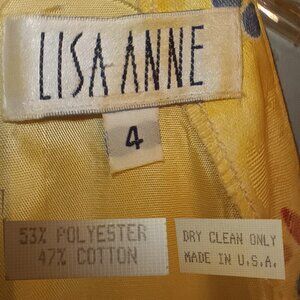 LISA ANNE
4
53% POLYESTER
47% COTTON
DRY CLEAN ONLY
MADE IN U.S.A.